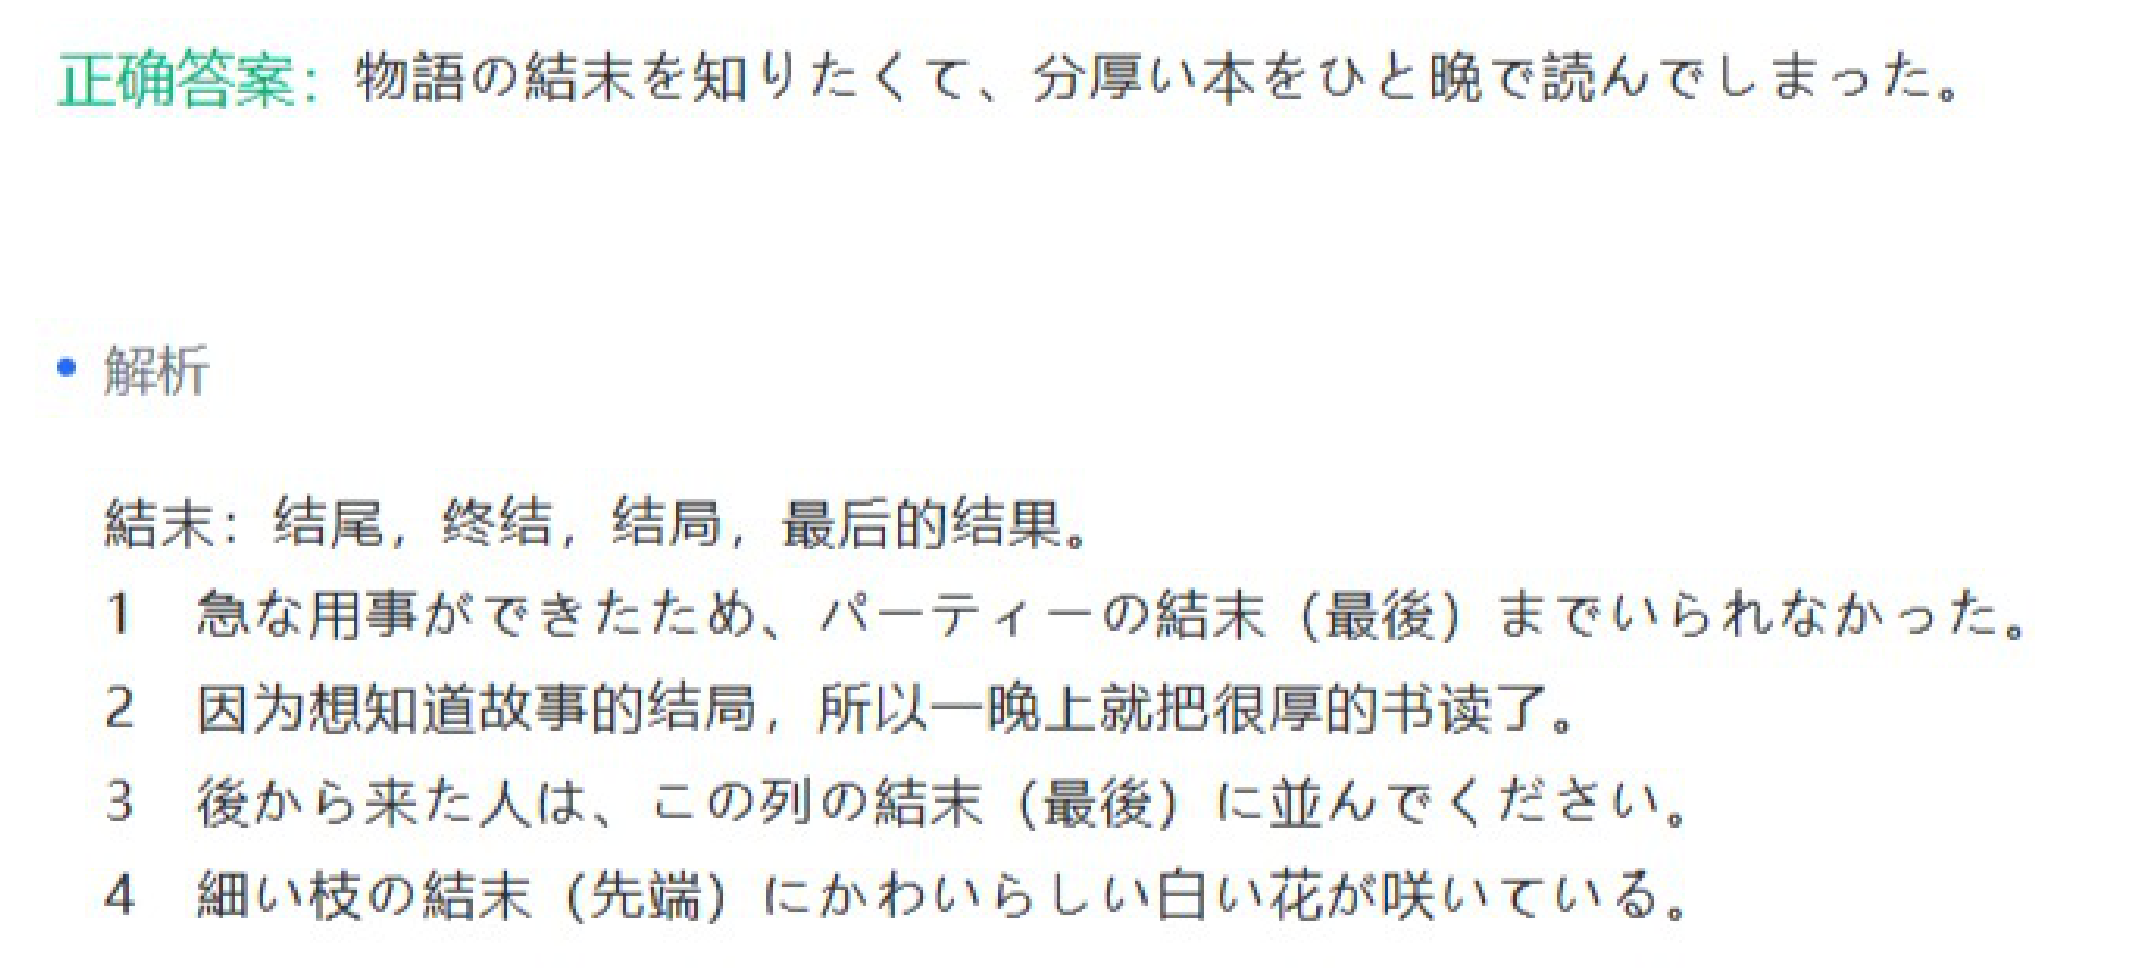 正确答案：物語の結末を知りたくて、分厚い本をひと晩で読んでしまった。
解析
結末：结尾，终结，结局，最后的结果。
1　急な用事ができたため、パーティーの結末（最後）までいられなかった。
2　因为想知道故事的结局，所以一晚上就把很厚的书读了。
3　後から来た人は、この列の結末（最後）に並んでください。
4　細い枝の結末（先端）にかわいらしい白い花が咲いている。